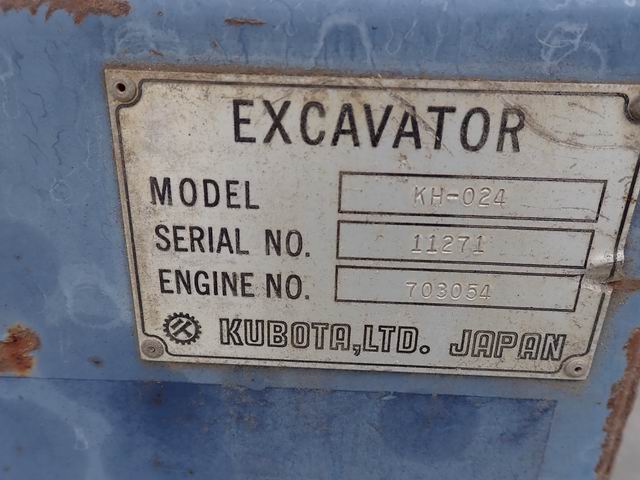 EXCAVATOR
MODEL KH-024
SERIAL NO. 11271
ENGINE NO. 703054
KUBOTA,LTD. JAPAN